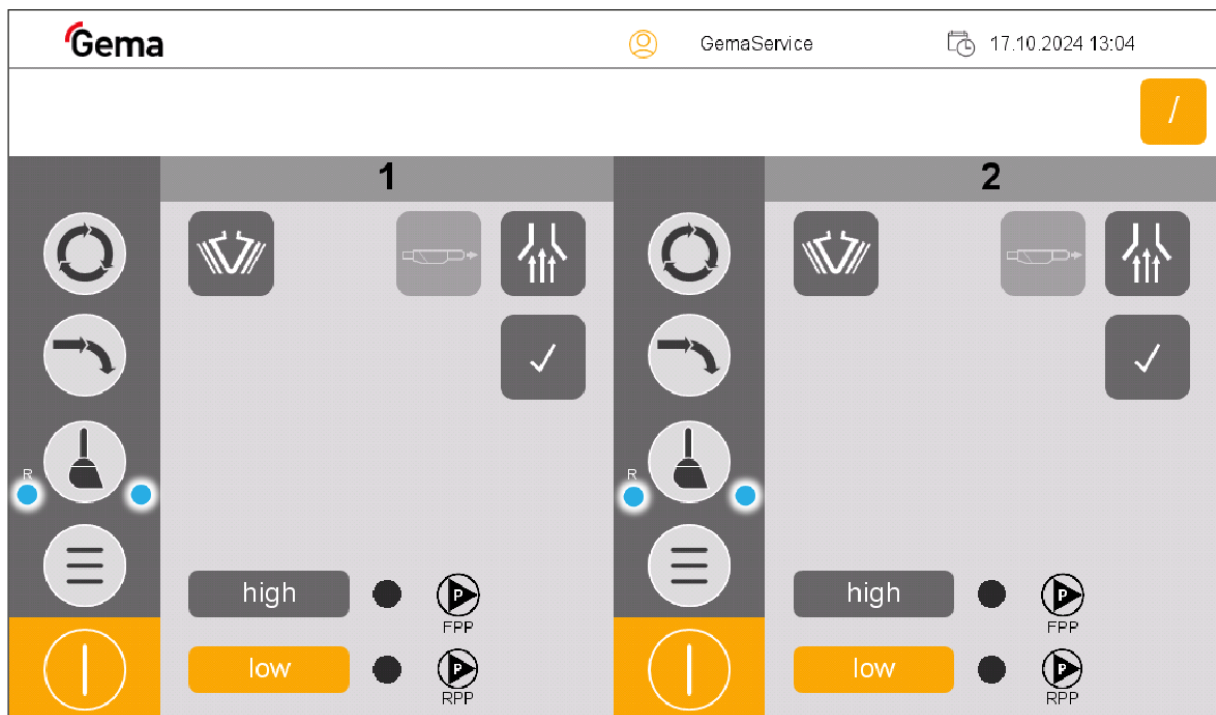 Gema
GemaService
17.10.2024 13:04
/
1
2
R
high
P
FPP
low
P
RPP
R
high
P
FPP
low
P
RPP